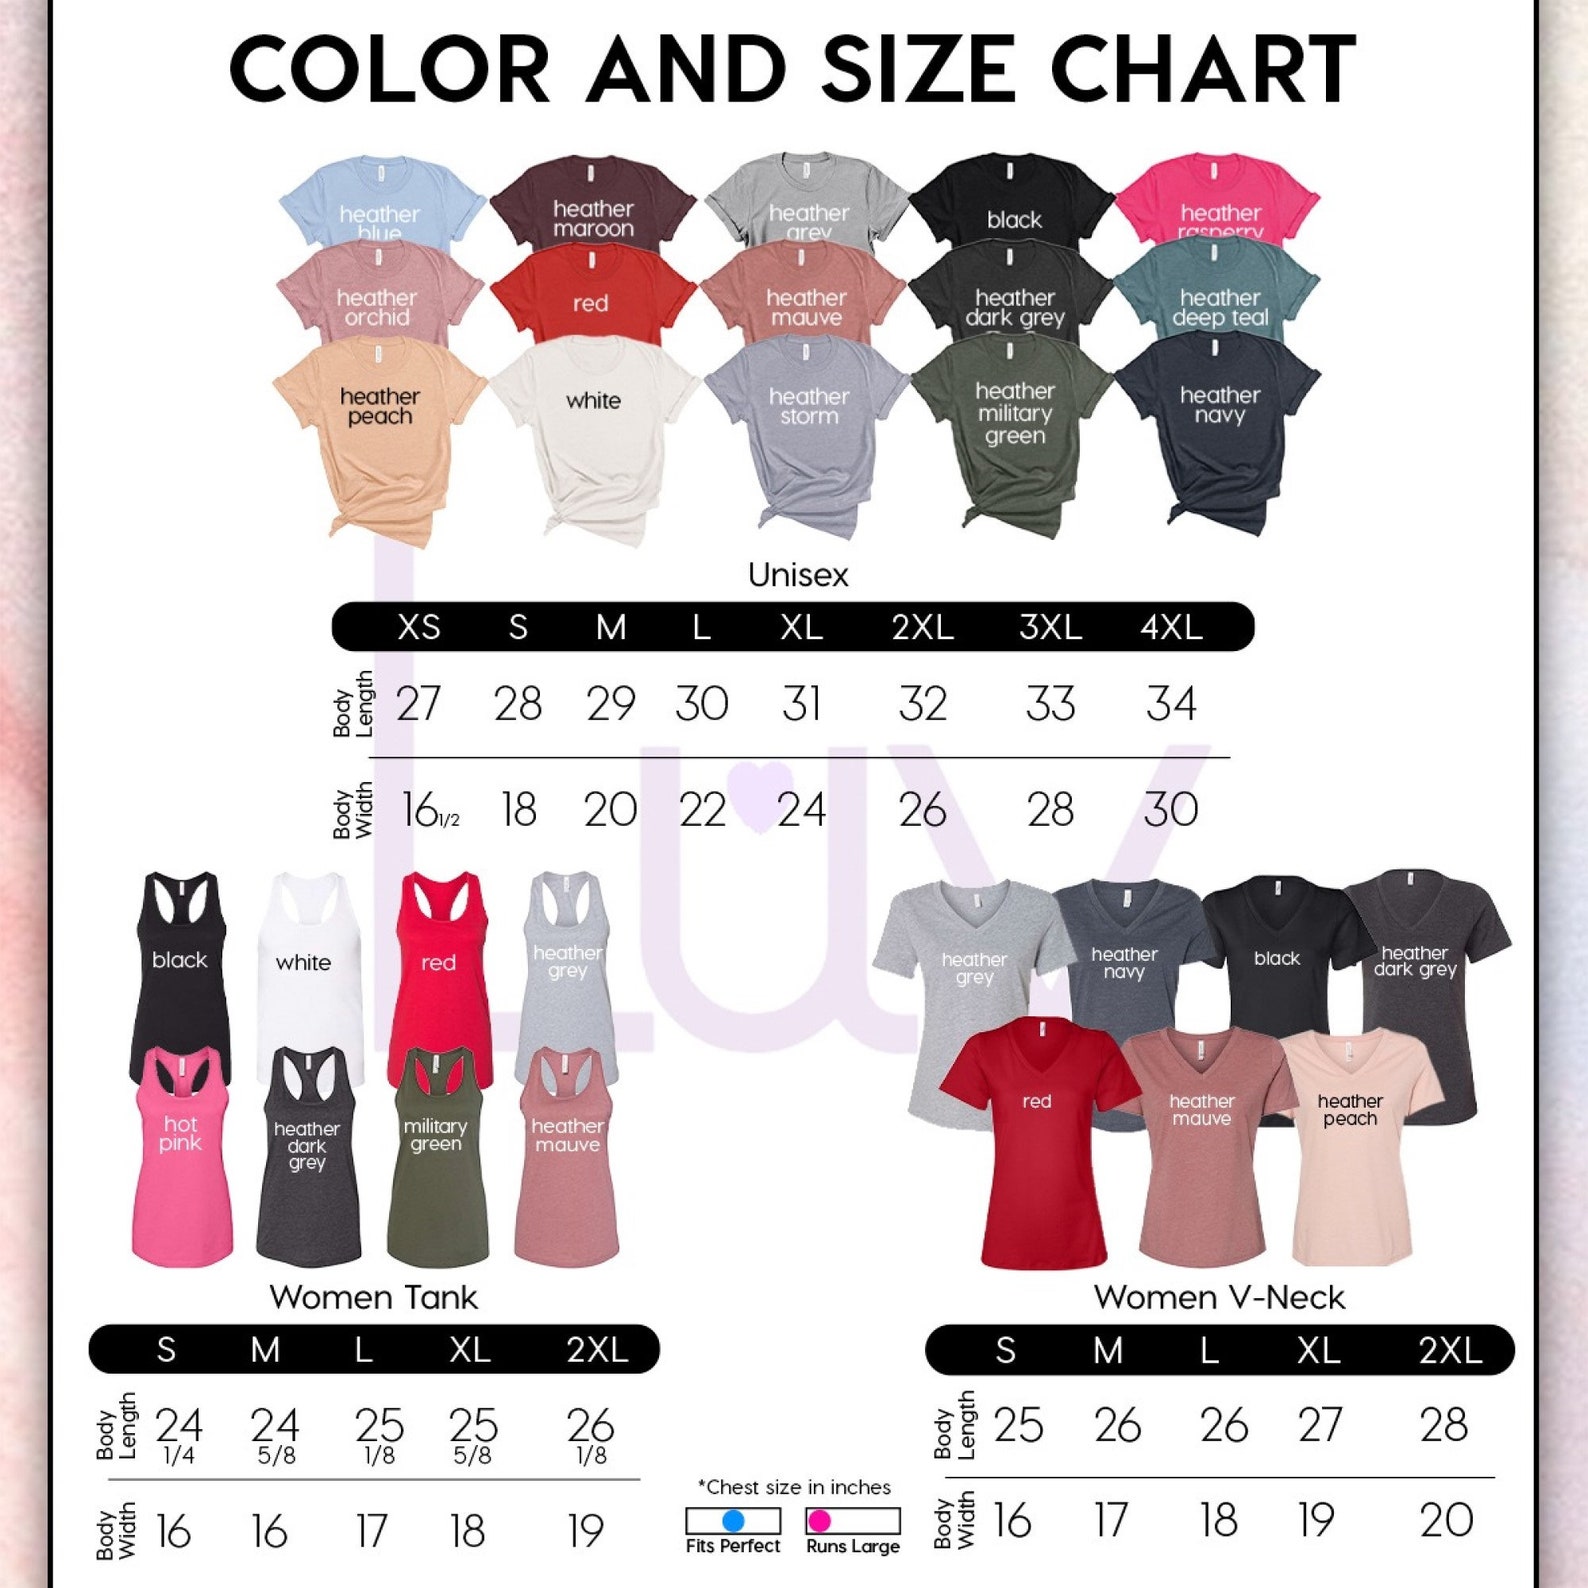 COLOR AND SIZE CHART
heather
blue
heather
maroon
heather
grey
black
heather
rasperry
heather
orchid
red
heather
mauve
heather
dark grey
heather
deep teal
heather
peach
white
heather
storm
heather
military
green
heather
navy
Unisex
XS S M L XL 2XL 3XL 4XL
Body
Length
27 28 29 30 31 32 33 34
Body
Width
16 1/2 18 20 22 24 26 28 30
Luv
black
white
red
heather
grey
hot
pink
heather
dark
grey
military
green
heather
mauve
Women Tank
S M L XL 2XL
Body
Length
24 24 25 25 26
1/4 5/8 1/8 5/8 1/8
Body
Width
16 16 17 18 19
heather
grey
heather
navy
black
heather
dark grey
red
heather
mauve
heather
peach
Women V-Neck
S M L XL 2XL
Body
Length
25 26 26 27 28
Body
Width
16 17 18 19 20
*Chest size in inches
Fits Perfect
Runs Large